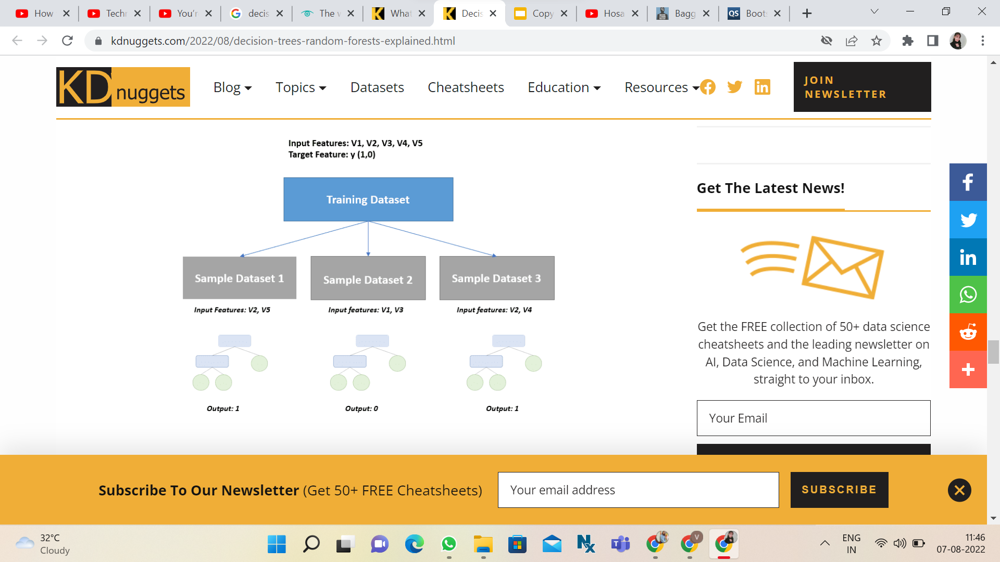 How
Techr
You'r
decis
The v
What
Decis
Copy
Hosa
Bagg
QS
Boots
kdnuggets.com/2022/08/decision-trees-random-forests-explained.html
KDnuggets
Blog
Topics
Datasets
Cheatsheets
Education
Resources
JOIN
NEWSLETTER
Input Features: V1, V2, V3, V4, V5
Target Feature: y (1,0)
Training Dataset
Sample Dataset 1
Sample Dataset 2
Sample Dataset 3
Input Features: V2, V5
Input features: V1, V3
Input features: V2, V4
Output: 1
Output: 0
Output: 1
Get The Latest News!
Get the FREE collection of 50+ data science
cheatsheets and the leading newsletter on
AI, Data Science, and Machine Learning,
straight to your inbox.
Your Email
Subscribe To Our Newsletter (Get 50+ FREE Cheatsheets)
Your email address
SUBSCRIBE
32°C
Cloudy
V
ENG
IN
11:46
07-08-2022